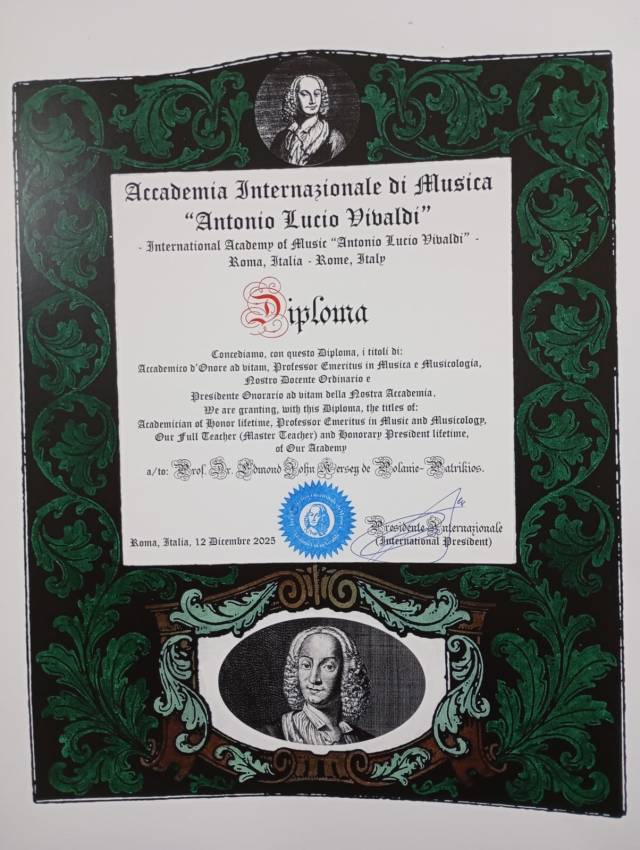 Accademia Internazionale di Musica
"Antonio Lucio Vivaldi"
- International Academy of Music "Antonio Lucio Vivaldi" -
Roma, Italia - Rome, Italy
Diploma
Concediamo, con questo Diploma, i titoli di:
Accademico d'Onore ad vitam, Professor Emeritus in Musica e Musicologia,
Nostro Docente Ordinario e
Presidente Onorario ad vitam della Nostra Accademia.
We are granting, with this Diploma, the titles of:
Academician of Honor lifetime, Professor Emeritus in Music and Musicology,
Our Full Teacher (Master Teacher) and Honorary President lifetime,
of Our Academy
a/to: Prof. Dr. Edmond John Kersey de Polanie-Patrikios.
Presidente Internazionale
Roma, Italia, 12 Dicembre 2025
(International President)